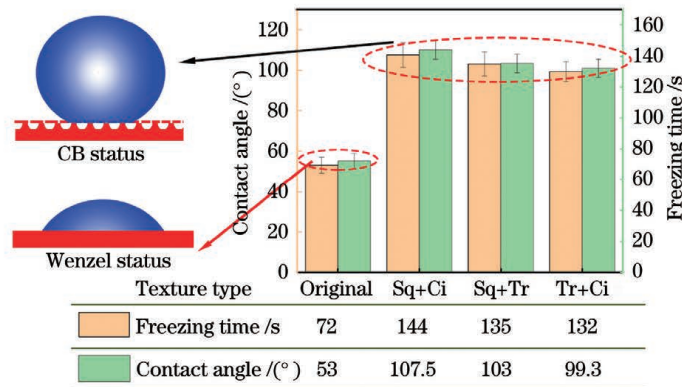 CB status
Wenzel status
Contact angle /(°)
120
100
80
60
40
20
0
160
140
120
100
80
60
40
20
0
Freezing time /s
Texture type Original Sq+Ci Sq+Tr Tr+Ci
Freezing time /s 72 144 135 132
Contact angle /(°) 53 107.5 103 99.3